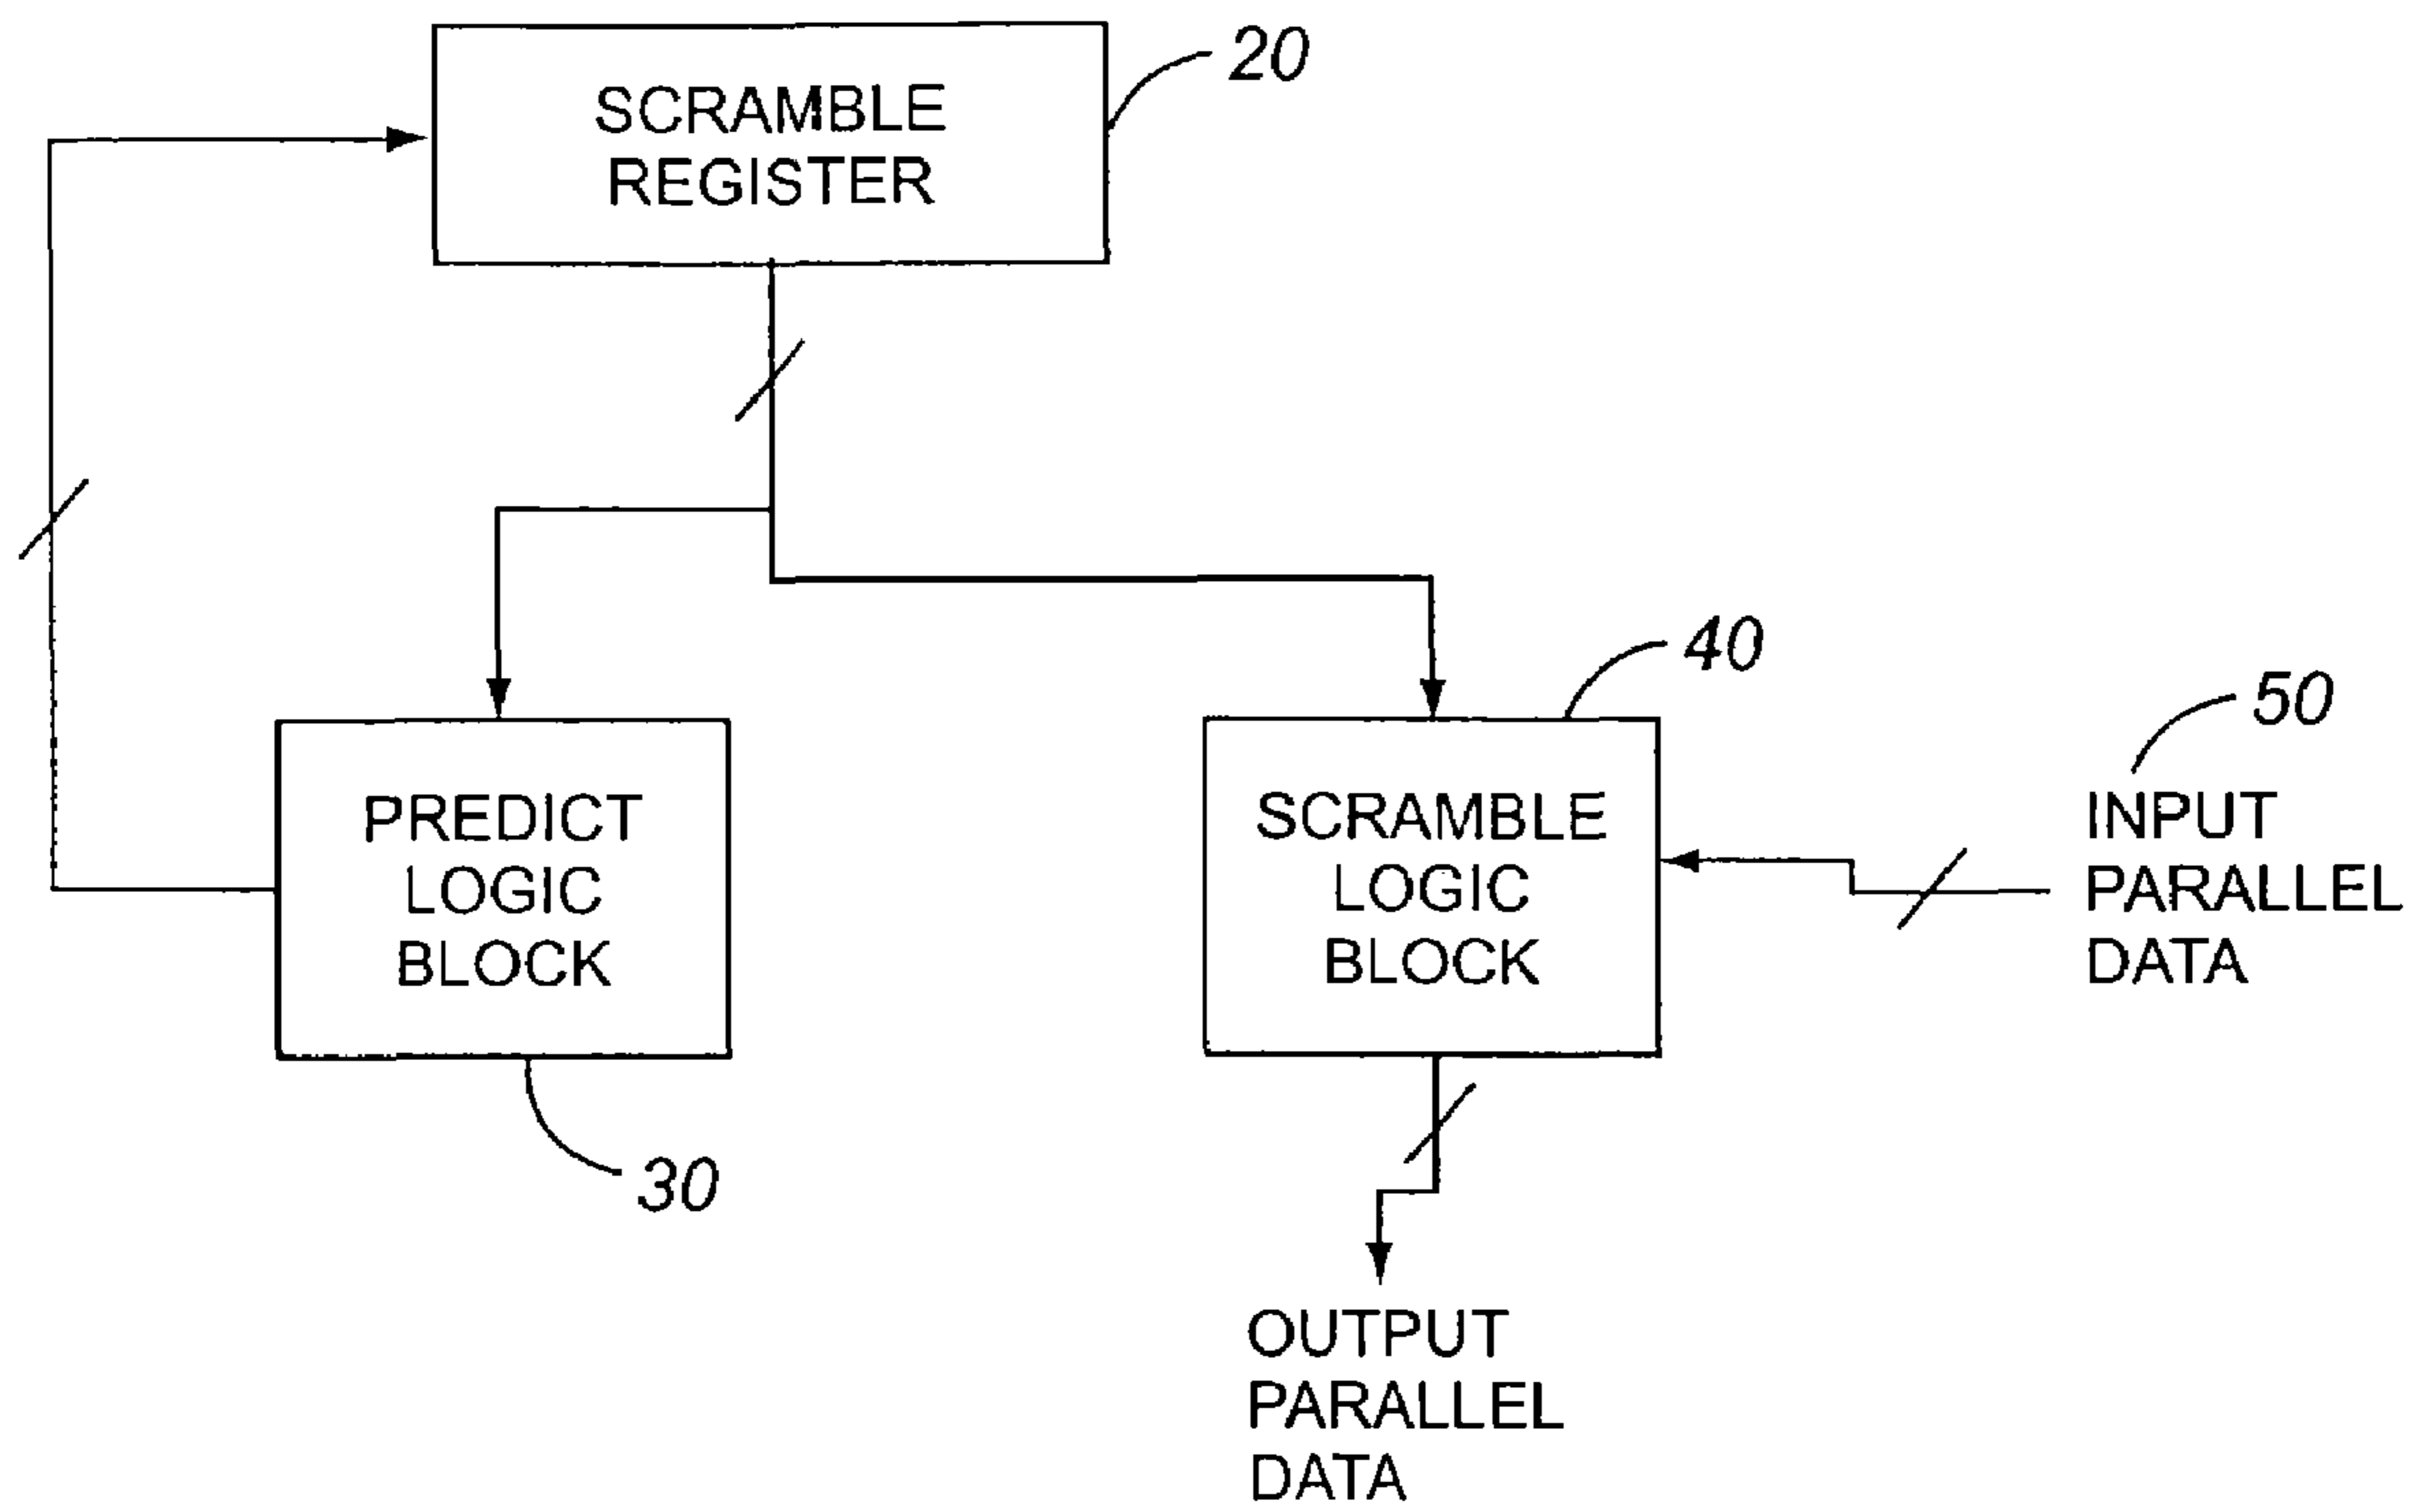 20
SCRAMBLE
REGISTER
40
50
PREDICT
LOGIC
BLOCK
SCRAMBLE
LOGIC
BLOCK
INPUT
PARALLEL
DATA
30
OUTPUT
PARALLEL
DATA